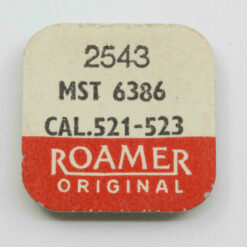 2543
MST 6386
CAL.521-523
ROAMER
ORIGINAL